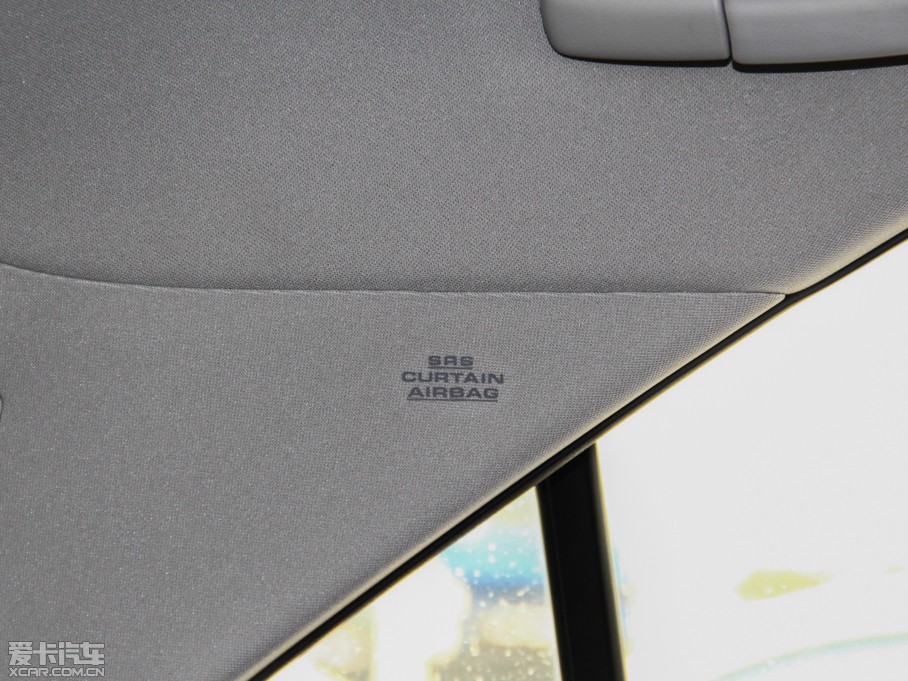 SRS
CURTAIN
AIRBAG
爱卡汽车
XCAR.COM.CN